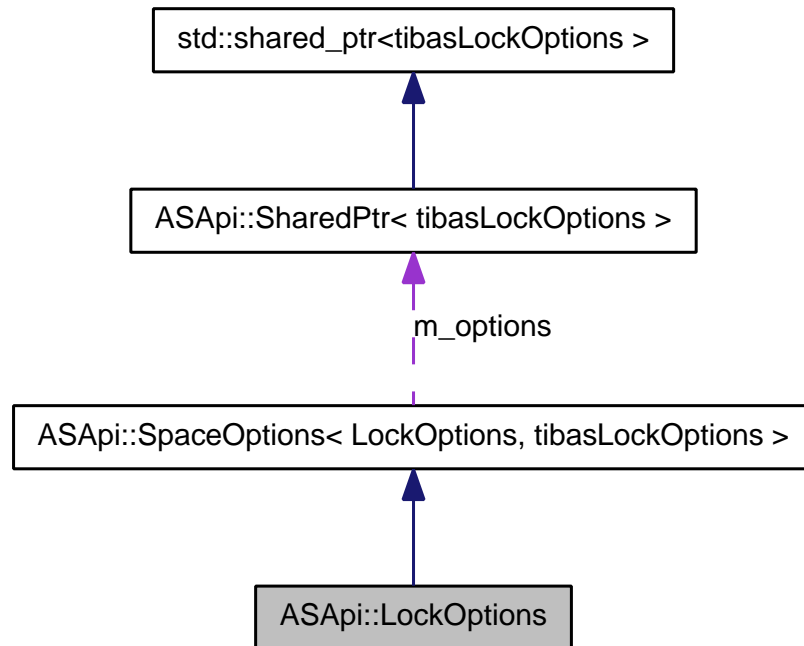 std::shared_ptr<tibasLockOptions >
ASApi::SharedPtr< tibasLockOptions >
m_options
ASApi::SpaceOptions< LockOptions, tibasLockOptions >
ASApi::LockOptions